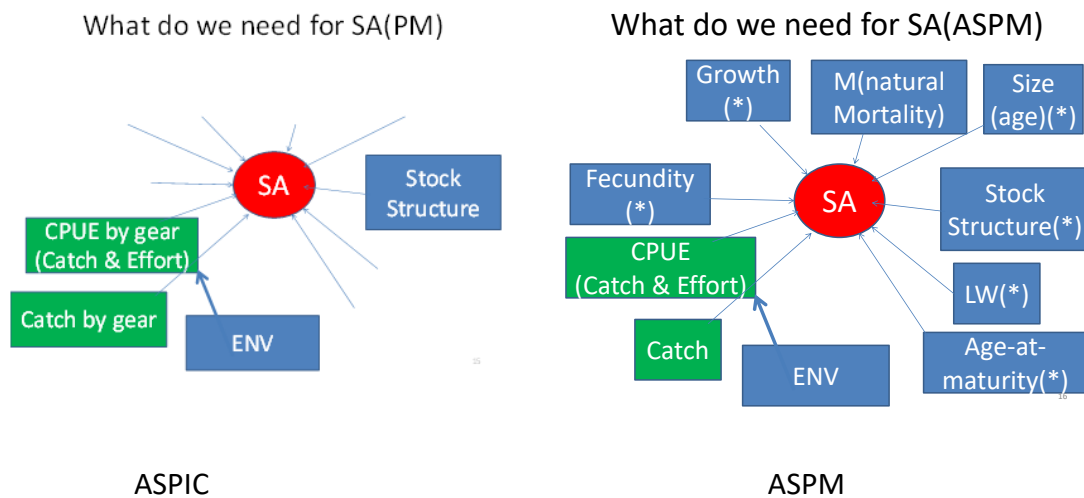 What do we need for SA(PM)
SA
Stock
Structure
CPUE by gear
(Catch & Effort)
Catch by gear
ENV
15
ASPIC
What do we need for SA(ASPM)
Growth
(*)
M(natural
Mortality)
Size
(age)(*)
Fecundity
(*)
SA
Stock
Structure(*)
CPUE
(Catch & Effort)
LW(*)
Catch
ENV
Age-at-
maturity(*)
16
ASPM